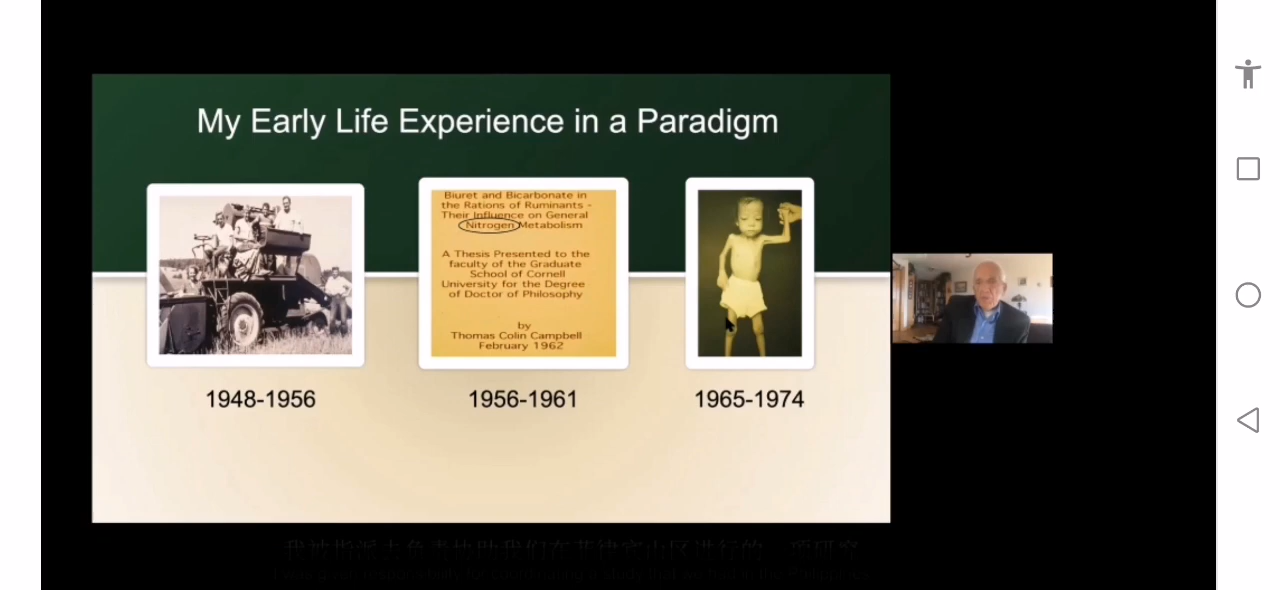 My Early Life Experience in a Paradigm
Biuret and Bicarbonate in
the Rations of Ruminants -
Their Influence on General
Nitrogen Metabolism
A Thesis Presented to the
faculty of the Graduate
School of Cornell
University for the Degree
of Doctor of Philosophy
by
Thomas Colin Campbell
February 1962
1948-1956
1956-1961
1965-1974